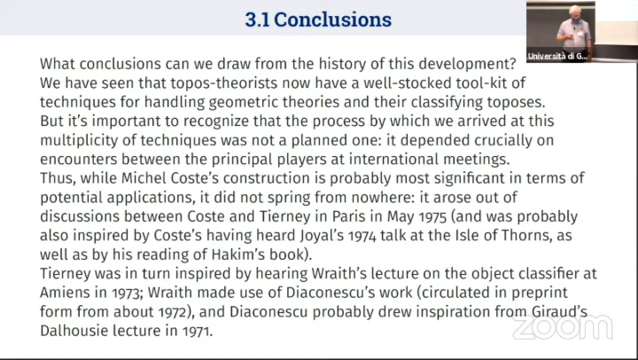 3.1 Conclusions
Università di G...
What conclusions can we draw from the history of this development?
We have seen that topos-theorists now have a well-stocked tool-kit of
techniques for handling geometric theories and their classifying toposes.
But it's important to recognize that the process by which we arrived at this
multiplicity of techniques was not a planned one: it depended crucially on
encounters between the principal players at international meetings.
Thus, while Michel Coste's construction is probably most significant in terms of
potential applications, it did not spring from nowhere: it arose out of
discussions between Coste and Tierney in Paris in May 1975 (and was probably
also inspired by Coste's having heard Joyal's 1974 talk at the Isle of Thorns, as
well as by his reading of Hakim's book).
Tierney was in turn inspired by hearing Wraith's lecture on the object classifier at
Amiens in 1973; Wraith made use of Diaconescu's work (circulated in preprint
form from about 1972), and Diaconescu probably drew inspiration from Giraud's
Dalhousie lecture in 1971.
zoom